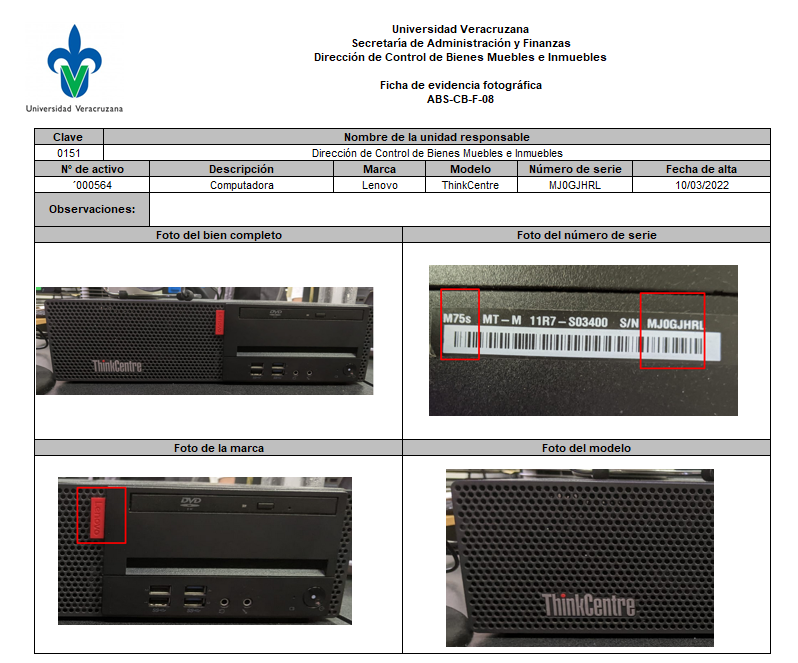 Universidad Veracruzana
Secretaría de Administración y Finanzas
Dirección de Control de Bienes Muebles e Inmuebles
Ficha de evidencia fotográfica
ABS-CB-F-08
Universidad Veracruzana
Clave Nombre de la unidad responsable
0151 Dirección de Control de Bienes Muebles e Inmuebles
N° de activo Descripción Marca Modelo Número de serie Fecha de alta
'000564 Computadora Lenovo ThinkCentre MJ0GJHRL 10/03/2022
Observaciones:
Foto del bien completo Foto del número de serie
DVD
ThinkCentre
M75s MT-M 11R7-S03400 S/N MJ0GJHRL
Foto de la marca Foto del modelo
Lenovo
DVD
ThinkCentre